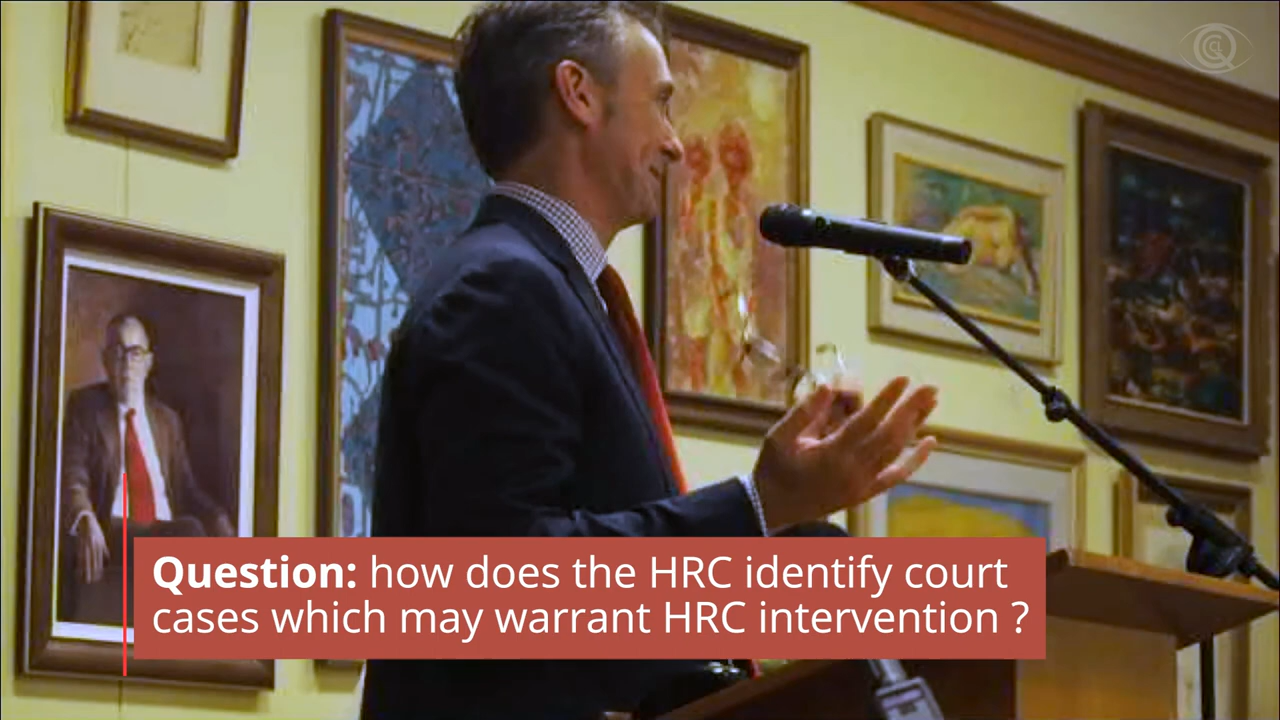 Question: how does the HRC identify court
cases which may warrant HRC intervention ?